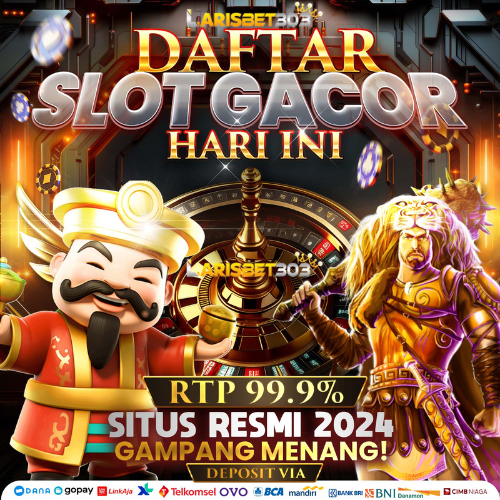 LARISBET303
DAFTAR
SLOT GACOR
HARI INI
LARISBET303
RTP 99.9%
SITUS RESMI 2024
GAMPANG MENANG!
DEPOSIT VIA
DANA gopay LinkAja Telkomsel OVO BCA mandiri BANK BRI BNI Danamon CIMB NIAGA